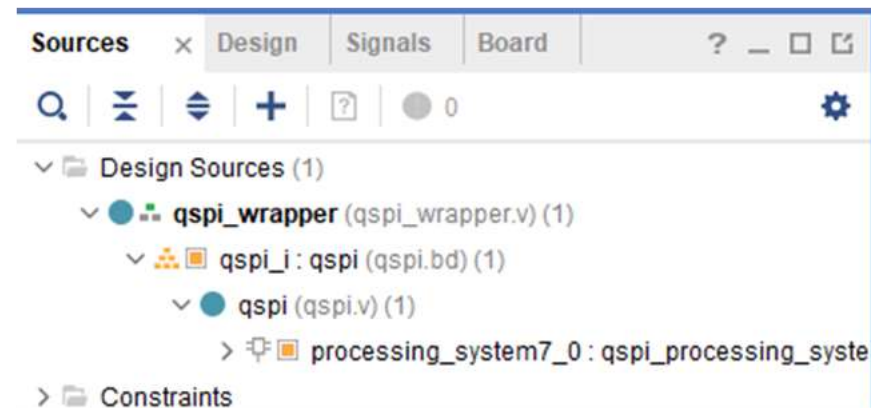 Sources × Design Signals Board ? _
? 0
Design Sources (1)
qspi_wrapper (qspi_wrapper.v) (1)
qspi_i : qspi (qspi.bd) (1)
qspi (qspi.v) (1)
processing_system7_0 : qspi_processing_syste
Constraints